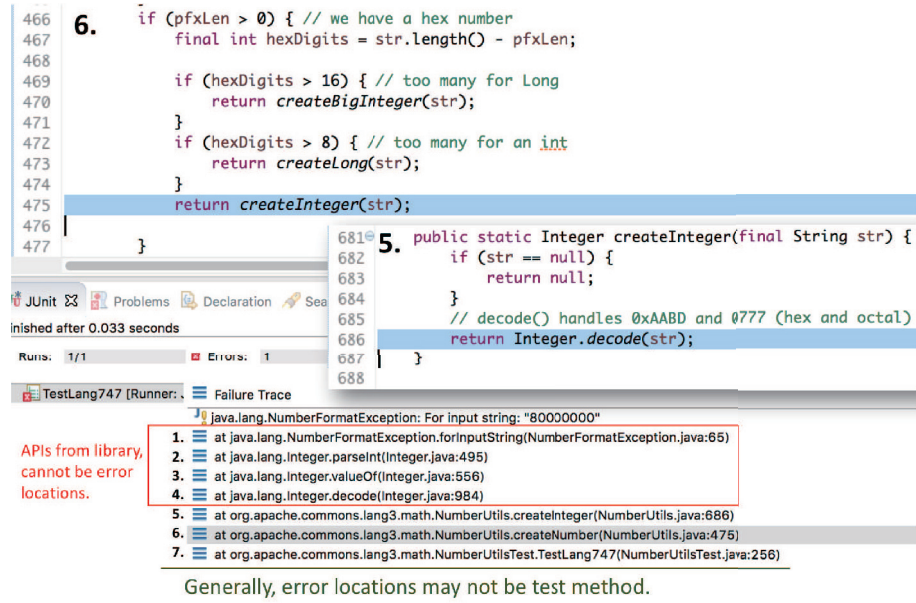 466 6. if (pfxLen > 0) { // we have a hex number
467 final int hexDigits = str.length() - pfxLen;
468
469 if (hexDigits > 16) { // too many for Long
470 return createBigInteger(str);
471 }
472 if (hexDigits > 8) { // too many for an int
473 return createLong(str);
474 }
475 return createInteger(str);
476
477 }
681 5. public static Integer createInteger(final String str) {
682 if (str == null) {
683 return null;
684 }
685 // decode() handles 0xAABD and 0777 (hex and octal)
686 return Integer.decode(str);
687 }
688
JUnit Problems Declaration Sea
inished after 0.033 seconds
Runs: 1/1 Errors: 1
TestLang747 [Runner: Failure Trace
java.lang.NumberFormatException: For input string: "80000000"
1. at java.lang.NumberFormatException.forInputString(NumberFormatException.java:65)
2. at java.lang.Integer.parseInt(Integer.java:495)
3. at java.lang.Integer.valueOf(Integer.java:556)
4. at java.lang.Integer.decode(Integer.java:984)
APIs from library,
cannot be error
locations.
5. at org.apache.commons.lang3.math.NumberUtils.createInteger(NumberUtils.java:686)
6. at org.apache.commons.lang3.math.NumberUtils.createNumber(NumberUtils.java:475)
7. at org.apache.commons.lang3.math.NumberUtilsTest.TestLang747(NumberUtilsTest.java:256)
Generally, error locations may not be test method.